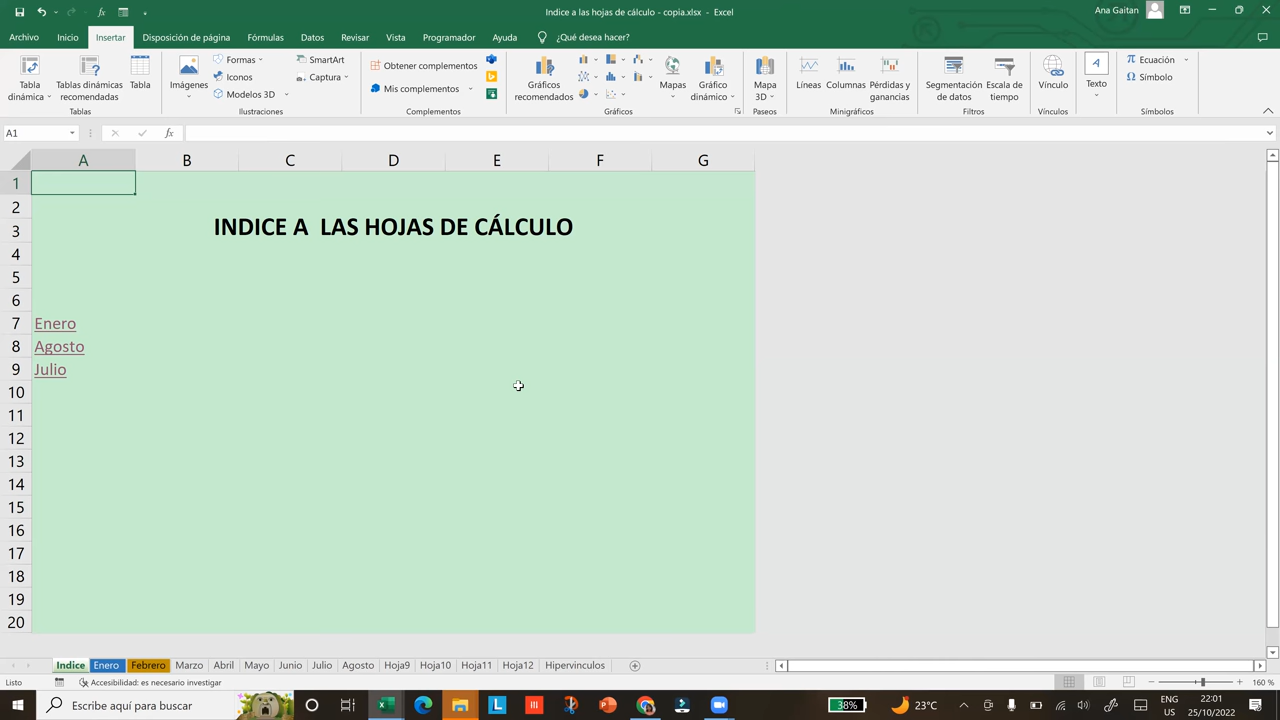 Indice a las hojas de cálculo - copia.xlsx - Excel
Ana Gaitan
Archivo Inicio Insertar Disposición de página Fórmulas Datos Revisar Vista Programador Ayuda ¿Qué desea hacer?
Tabla dinámica
Tablas dinámicas recomendadas
Tabla
Tablas
Imágenes
Formas
Iconos
Modelos 3D
SmartArt
Captura
Ilustraciones
Obtener complementos
Mis complementos
Complementos
Gráficos recomendados
Mapas
Gráfico dinámico
Gráficos
Mapa 3D
Paseos
Líneas
Columnas
Pérdidas y ganancias
Minigráficos
Segmentación de datos
Escala de tiempo
Filtros
Vínculo
Vínculos
Texto
Ecuación
Símbolo
Símbolos
A1
fx
A B C D E F G
1
2
INDICE A  LAS HOJAS DE CÁLCULO
3
4
5
6
7 Enero
8 Agosto
9 Julio
10
11
12
13
14
15
16
17
18
19
20
Indice Enero Febrero Marzo Abril Mayo Junio Julio Agosto Hoja9 Hoja10 Hoja11 Hoja12 Hipervinculos
Listo Accesibilidad: es necesario investigar 160 %
Escribe aquí para buscar
38%
23°C
ENG
US
22:01
25/10/2022